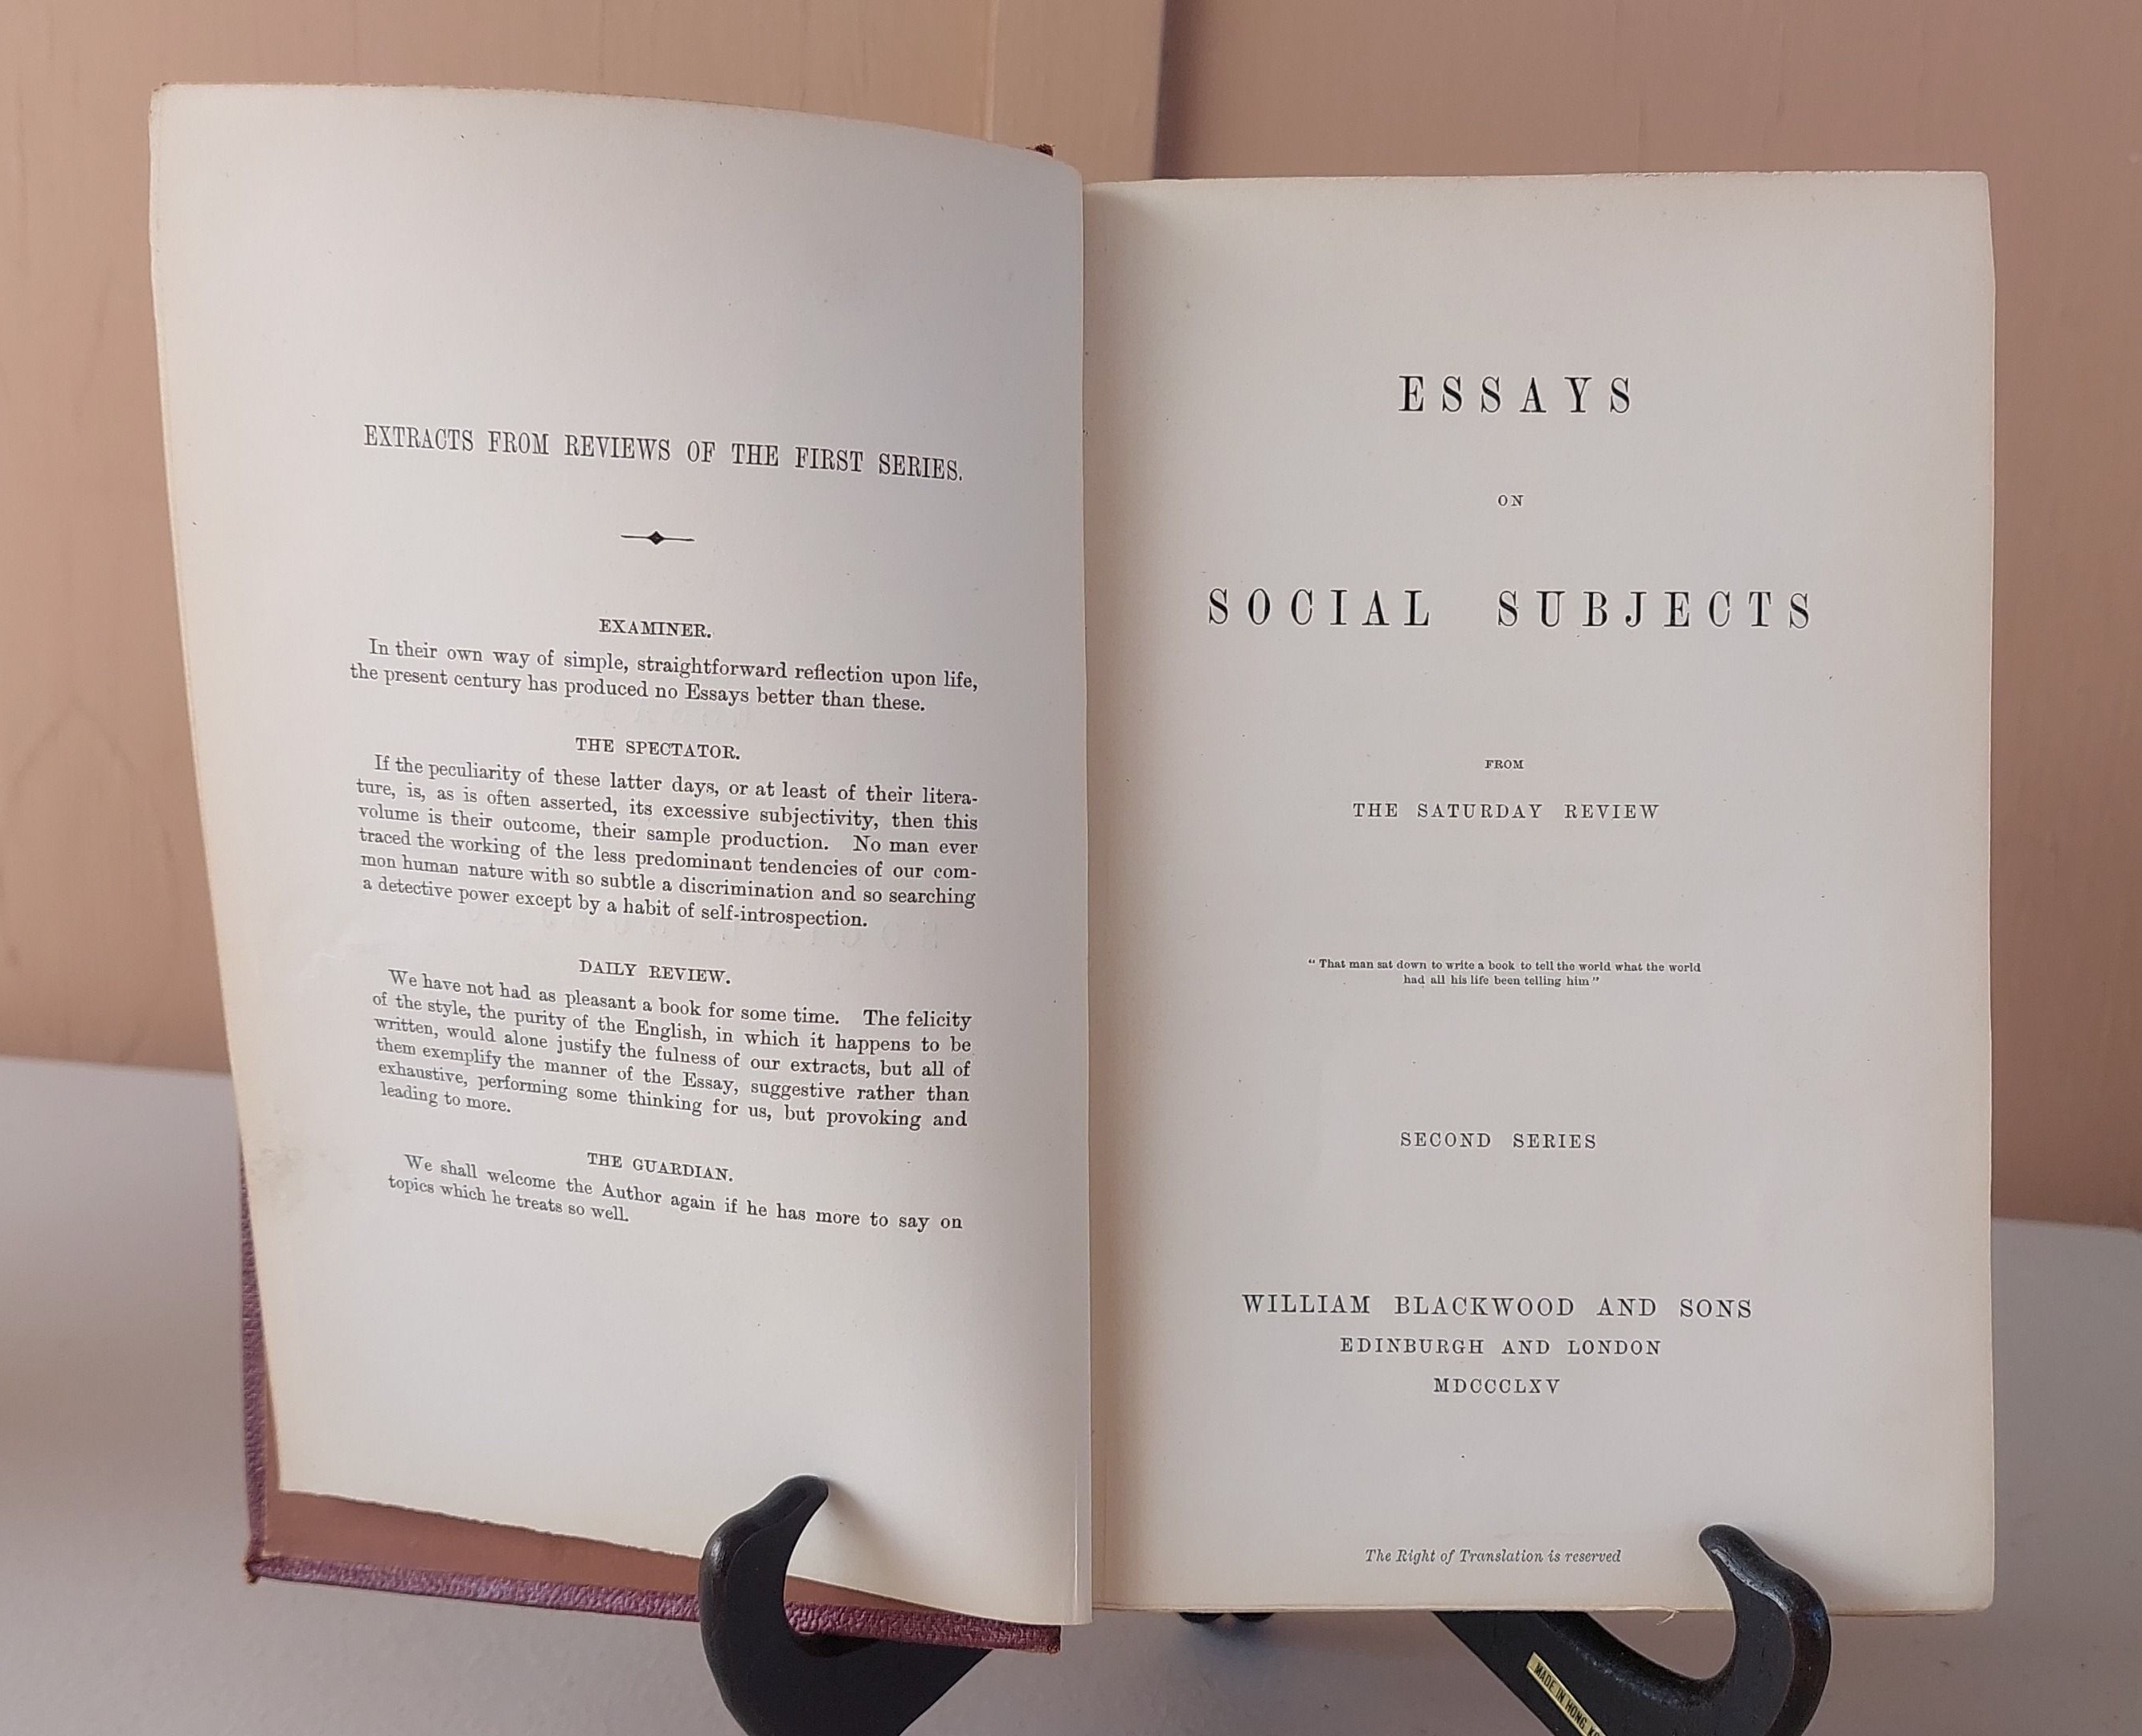 EXTRACTS FROM REVIEWS OF THE FIRST SERIES.
EXAMINER.
In their own way of simple, straightforward reflection upon life,
the present century has produced no Essays better than these.
THE SPECTATOR.
If the peculiarity of these latter days, or at least of their litera-
ture, is, as is often asserted, its excessive subjectivity, then this
volume is their outcome, their sample production. No man ever
traced the working of the less predominant tendencies of our com-
mon human nature with so subtle a discrimination and so searching
a detective power except by a habit of self-introspection.
DAILY REVIEW.
We have not had as pleasant a book for some time. The felicity
of the style, the purity of the English, in which it happens to be
written, would alone justify the fulness of our extracts, but all of
them exemplify the manner of the Essay, suggestive rather than
exhaustive, performing some thinking for us, but provoking and
leading to more.
THE GUARDIAN.
We shall welcome the Author again if he has more to say on
topics which he treats so well.
ESSAYS
ON
SOCIAL SUBJECTS
FROM
THE SATURDAY REVIEW
“That man sat down to write a book to tell the world what the world
had all his life been telling him”
SECOND SERIES
WILLIAM BLACKWOOD AND SONS
EDINBURGH AND LONDON
MDCCCLXV
The Right of Translation is reserved
MADE IN HONG